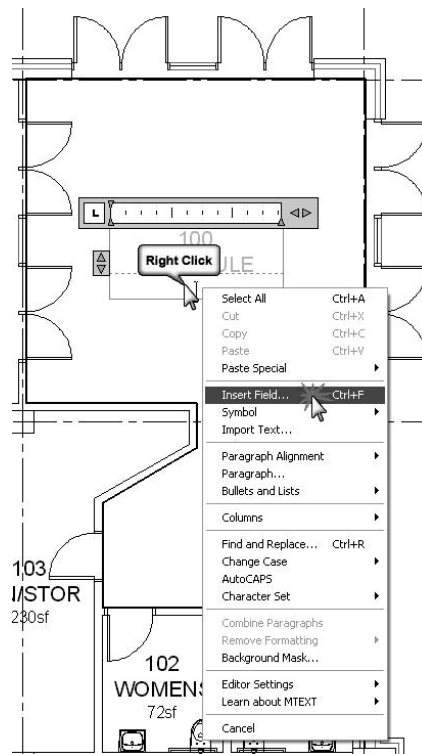 L
100
ULE
Right Click
Select All Ctrl+A
Cut Ctrl+X
Copy Ctrl+C
Paste Ctrl+V
Paste Special
Insert Field... Ctrl+F
Symbol
Import Text...
Paragraph Alignment
Paragraph...
Bullets and Lists
Columns
Find and Replace... Ctrl+R
Change Case
AutoCAPS
Character Set
Combine Paragraphs
Remove Formatting
Background Mask...
Editor Settings
Learn about MTEXT
Cancel
103
N/STOR
230sf
102
WOMENS
72sf